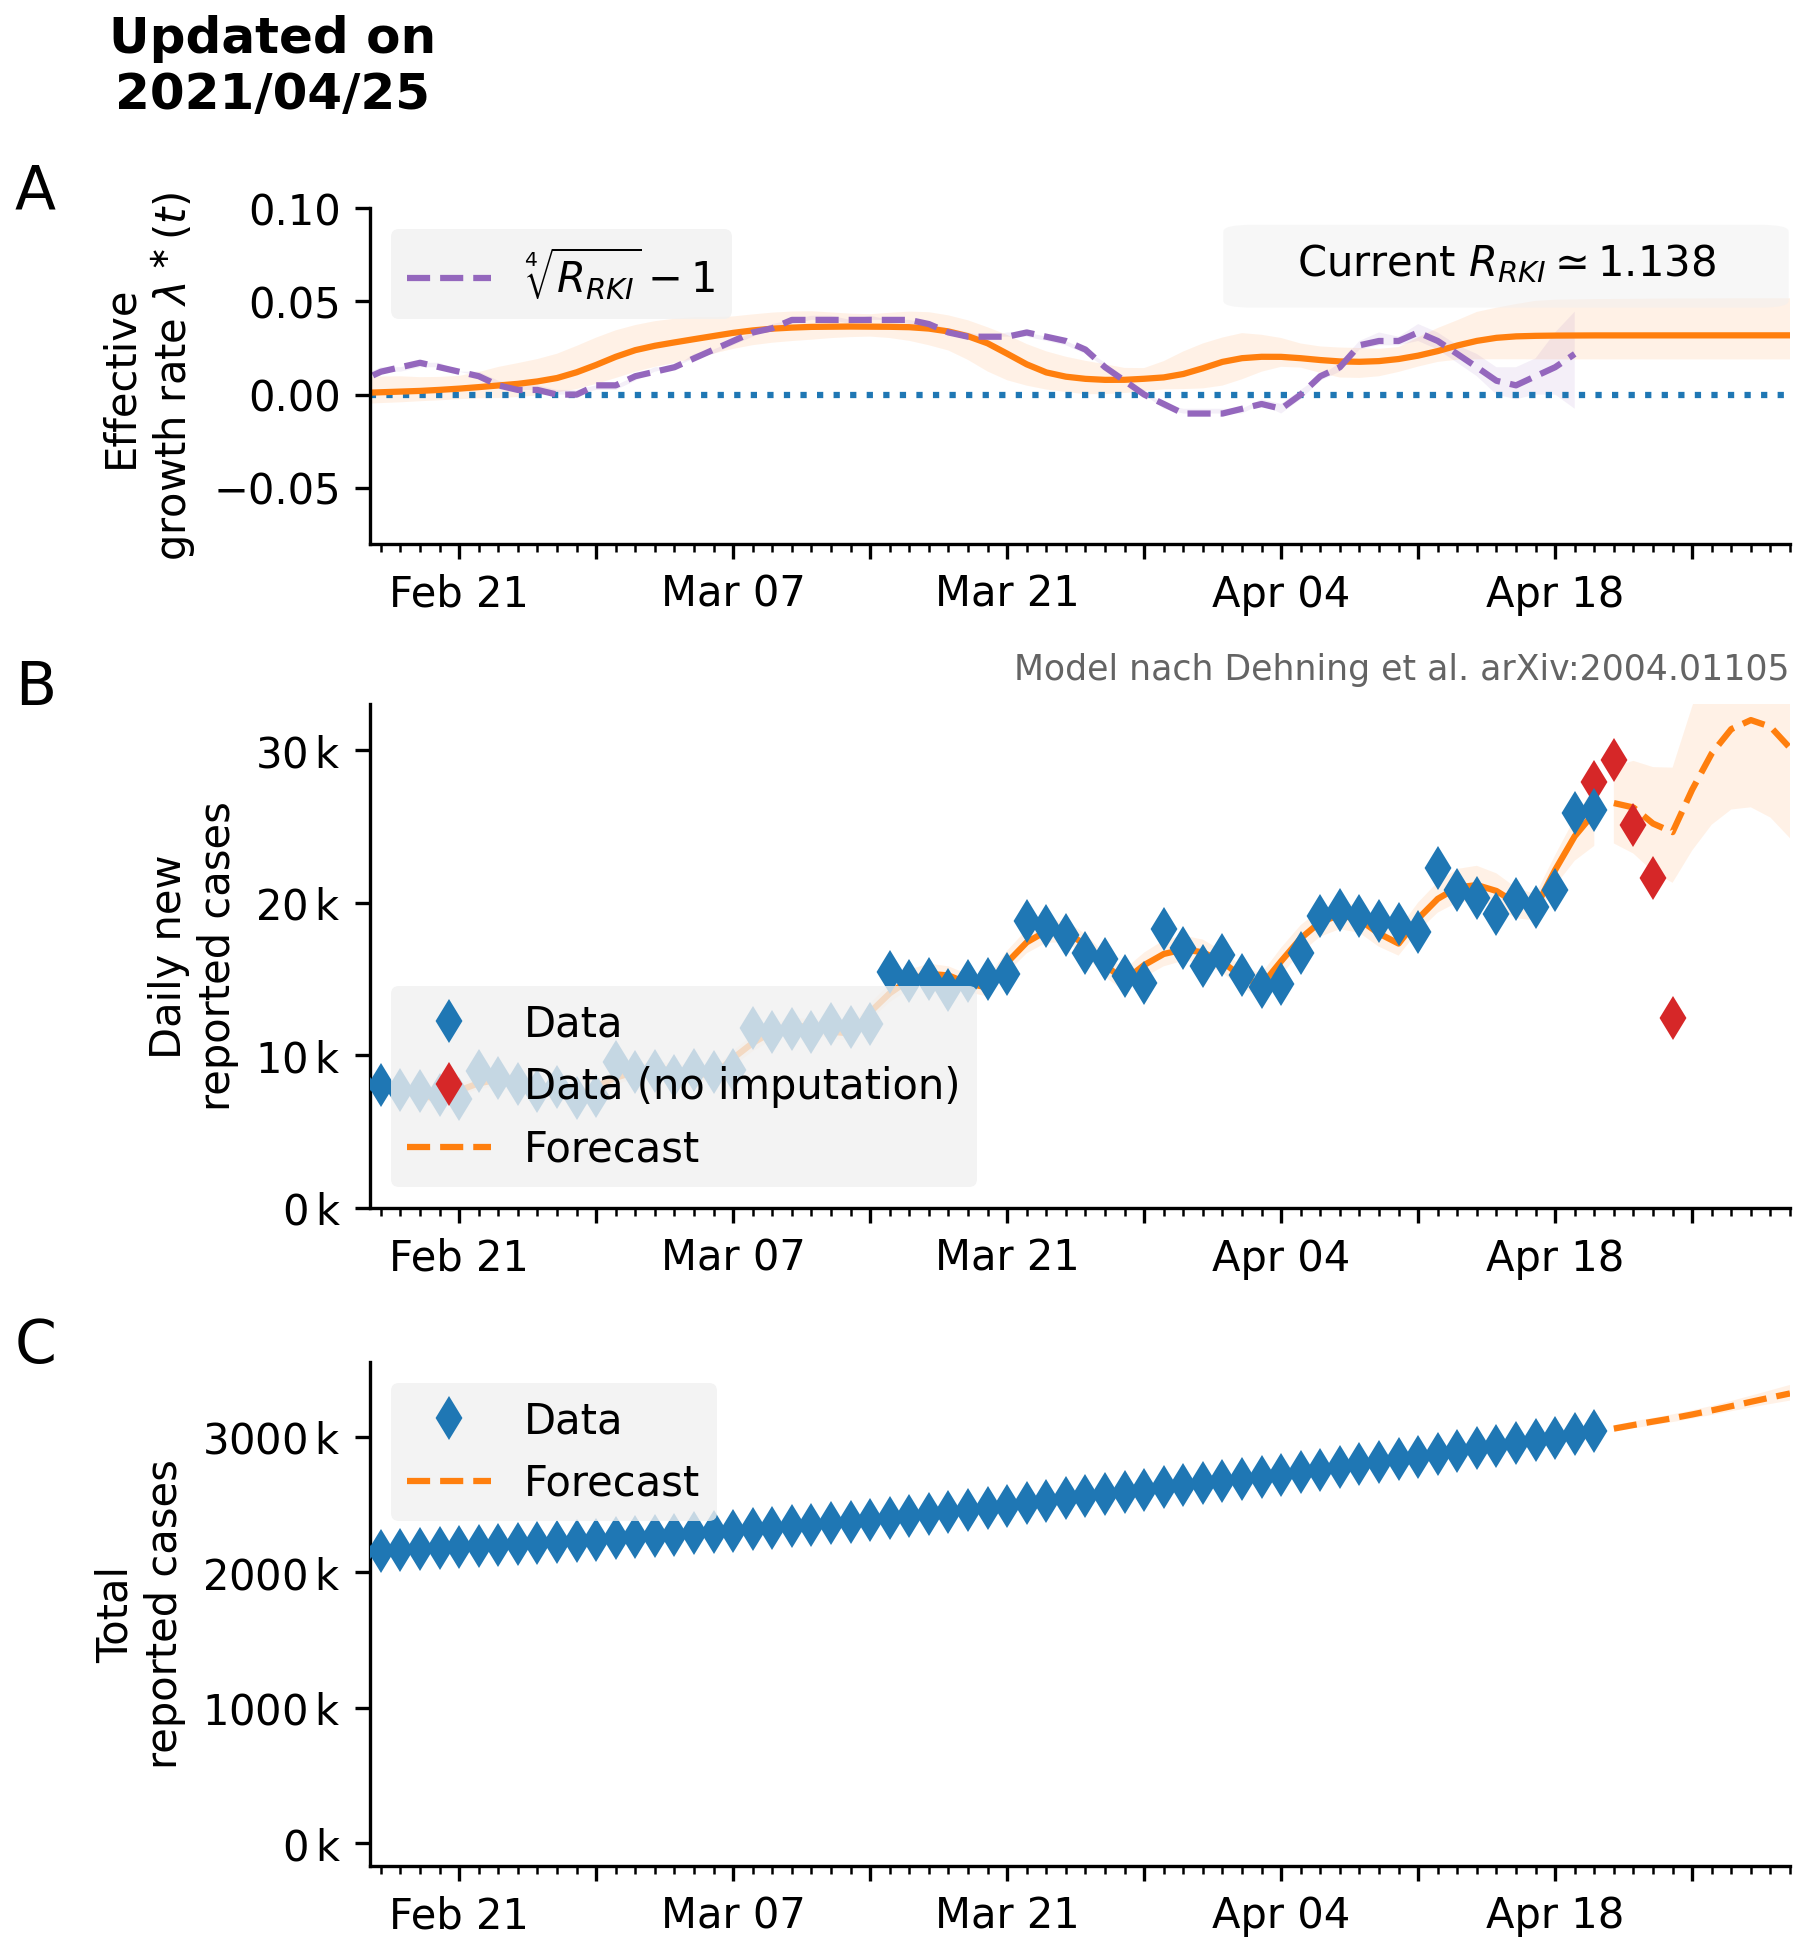 Updated on
2021/04/25
A
Effective
growth rate λ * (t)
0.10
0.05
0.00
−0.05
∜R_RKI − 1
Current R_RKI ≃ 1.138
Feb 21 Mar 07 Mar 21 Apr 04 Apr 18
Model nach Dehning et al. arXiv:2004.01105
B
Daily new
reported cases
30 k
20 k
10 k
0 k
Data
Data (no imputation)
Forecast
Feb 21 Mar 07 Mar 21 Apr 04 Apr 18
C
Total
reported cases
3000 k
2000 k
1000 k
0 k
Data
Forecast
Feb 21 Mar 07 Mar 21 Apr 04 Apr 18